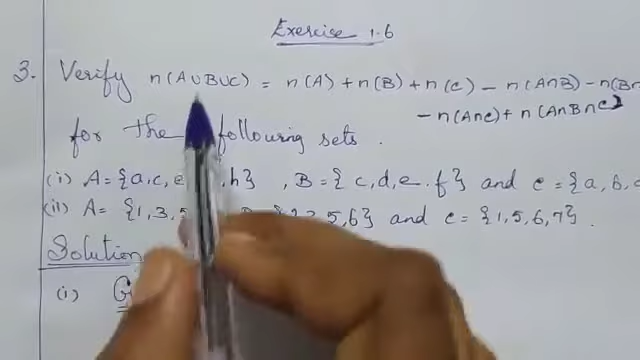 Exercise 1.6
3. Verify n(A∪B∪C) = n(A) + n(B) + n(C) - n(A∩B) - n(B∩
- n(A∩C) + n(A∩B∩C)
for the following sets.
(i) A = {a, c, e , h} , B = { c, d, e, f } and C = {a, b, c
(ii) A = {1, 3, 5 , 3, 5, 6} and C = {1, 5, 6, 7}.
Solution
(i) G